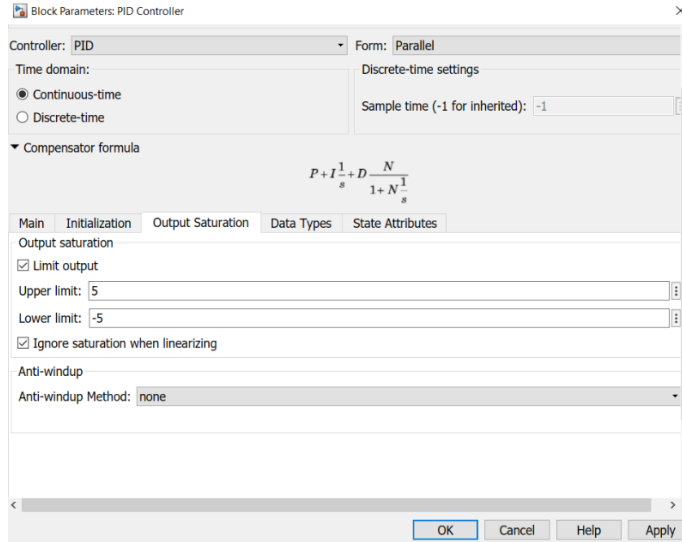 Block Parameters: PID Controller
Controller: PID Form: Parallel
Time domain: Discrete-time settings
Continuous-time
Discrete-time
Sample time (-1 for inherited): -1
Compensator formula
P+I 1/s +D N/(1+N 1/s)
Main Initialization Output Saturation Data Types State Attributes
Output saturation
Limit output
Upper limit: 5
Lower limit: -5
Ignore saturation when linearizing
Anti-windup
Anti-windup Method: none
OK Cancel Help Apply